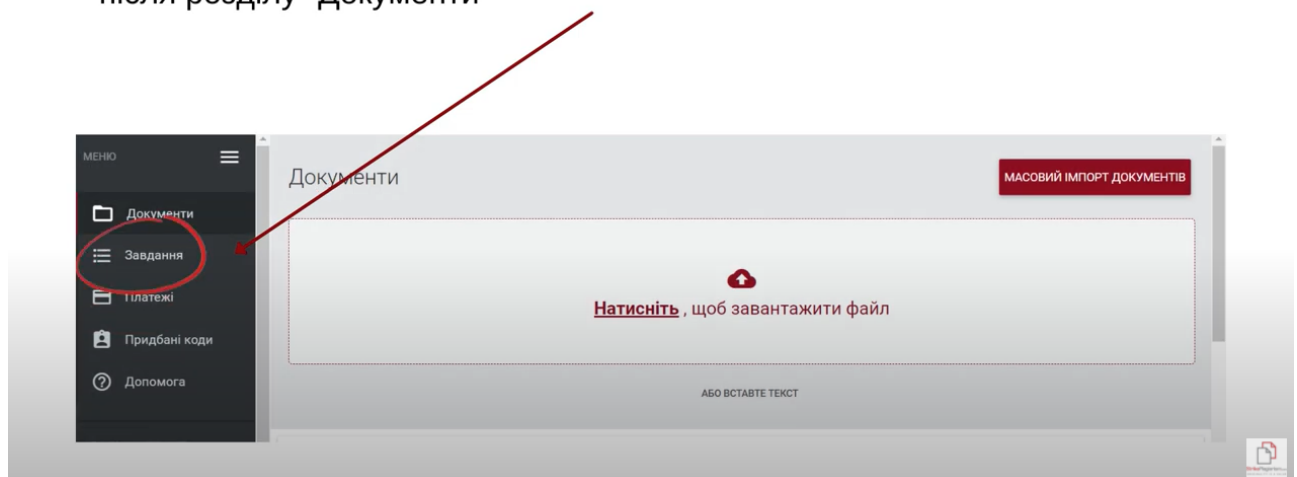 після розділу "Документи"
МЕНЮ
Документи
МАСОВИЙ ІМПОРТ ДОКУМЕНТІВ
Документи
Завдання
Платежі
Придбані коди
Допомога
Натисніть , щоб завантажити файл
АБО ВСТАВТЕ ТЕКСТ